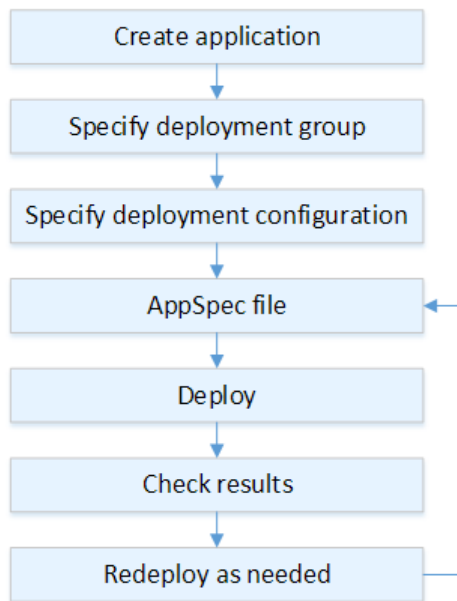 Create application
Specify deployment group
Specify deployment configuration
AppSpec file
Deploy
Check results
Redeploy as needed